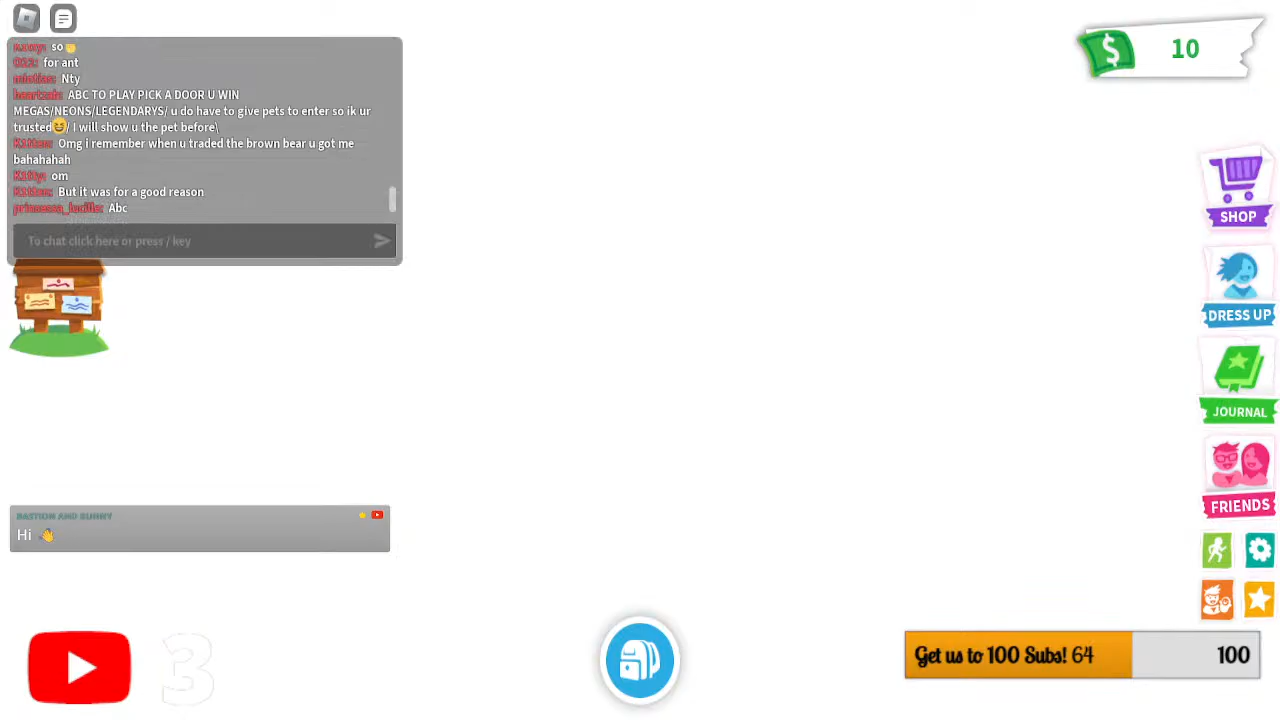 so
for ant
Nty
ABC TO PLAY PICK A DOOR U WIN
MEGAS/NEONS/LEGENDARYS/ u do have to give pets to enter so ik ur
trusted😆/ I will show u the pet before\
Omg i remember when u traded the brown bear u got me
bahahahah
om
But it was for a good reason
Abc
To chat click here or press / key
10
SHOP
DRESS UP
JOURNAL
FRIENDS
BASTION AND BUNNY
Hi 👋
3
Get us to 100 Subs! 64 100